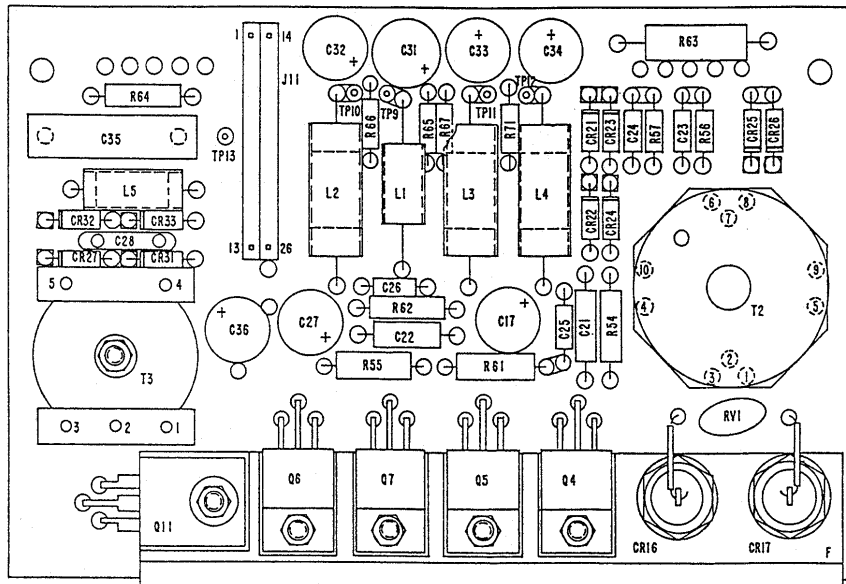 1 14
C32 C31 C33 C34
R63
J11
R64
TP10 TP9 TP11 TP12
R66 R65 R67 R71
CR21 CR23 C24 R57 C23 R56 CR25 CR26
C35
TP13
L5
L2 L1 L3 L4
CR32 CR33
CR22 CR24
6 8
7
C28
13 26
CR27 CR31
10 9
5 4
C26
4 5
T2
R62
C36 C27 C17
C25 C21 R54
C22
T3
R55 R61
2
3 1
3 2 1
RV1
Q6 Q7 Q5 Q4
Q11
CR16 CR17 F